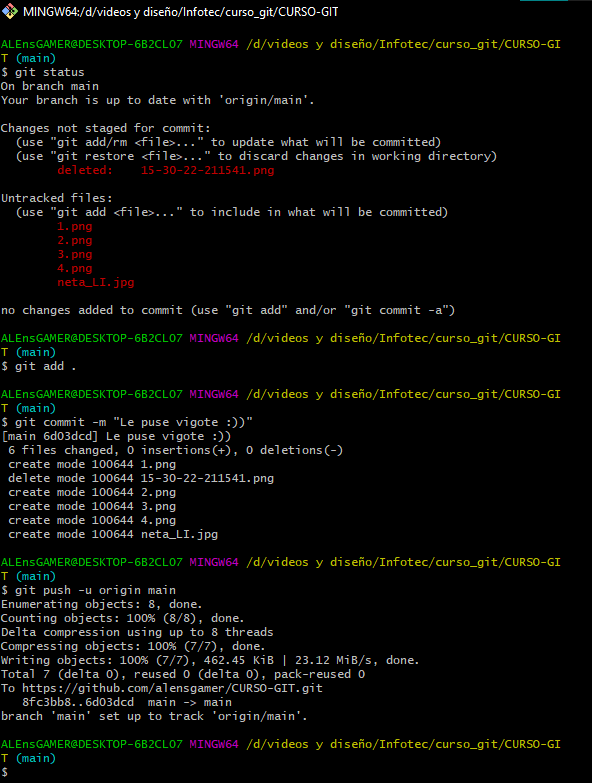 MINGW64:/d/videos y diseño/Infotec/curso_git/CURSO-GIT
ALEnsGAMER@DESKTOP-6B2CLO7 MINGW64 /d/videos y diseño/Infotec/curso_git/CURSO-GI
T (main)
$ git status
On branch main
Your branch is up to date with 'origin/main'.
Changes not staged for commit:
  (use "git add/rm <file>..." to update what will be committed)
  (use "git restore <file>..." to discard changes in working directory)
        deleted:    15-30-22-211541.png
Untracked files:
  (use "git add <file>..." to include in what will be committed)
        1.png
        2.png
        3.png
        4.png
        neta_LI.jpg
no changes added to commit (use "git add" and/or "git commit -a")
ALEnsGAMER@DESKTOP-6B2CLO7 MINGW64 /d/videos y diseño/Infotec/curso_git/CURSO-GI
T (main)
$ git add .
ALEnsGAMER@DESKTOP-6B2CLO7 MINGW64 /d/videos y diseño/Infotec/curso_git/CURSO-GI
T (main)
$ git commit -m "Le puse vigote :))"
[main 6d03dcd] Le puse vigote :))
 6 files changed, 0 insertions(+), 0 deletions(-)
 create mode 100644 1.png
 delete mode 100644 15-30-22-211541.png
 create mode 100644 2.png
 create mode 100644 3.png
 create mode 100644 4.png
 create mode 100644 neta_LI.jpg
ALEnsGAMER@DESKTOP-6B2CLO7 MINGW64 /d/videos y diseño/Infotec/curso_git/CURSO-GI
T (main)
$ git push -u origin main
Enumerating objects: 8, done.
Counting objects: 100% (8/8), done.
Delta compression using up to 8 threads
Compressing objects: 100% (7/7), done.
Writing objects: 100% (7/7), 462.45 KiB | 23.12 MiB/s, done.
Total 7 (delta 0), reused 0 (delta 0), pack-reused 0
To https://github.com/alensgamer/CURSO-GIT.git
   8fc3bb8..6d03dcd  main -> main
branch 'main' set up to track 'origin/main'.
ALEnsGAMER@DESKTOP-6B2CLO7 MINGW64 /d/videos y diseño/Infotec/curso_git/CURSO-GI
T (main)
$